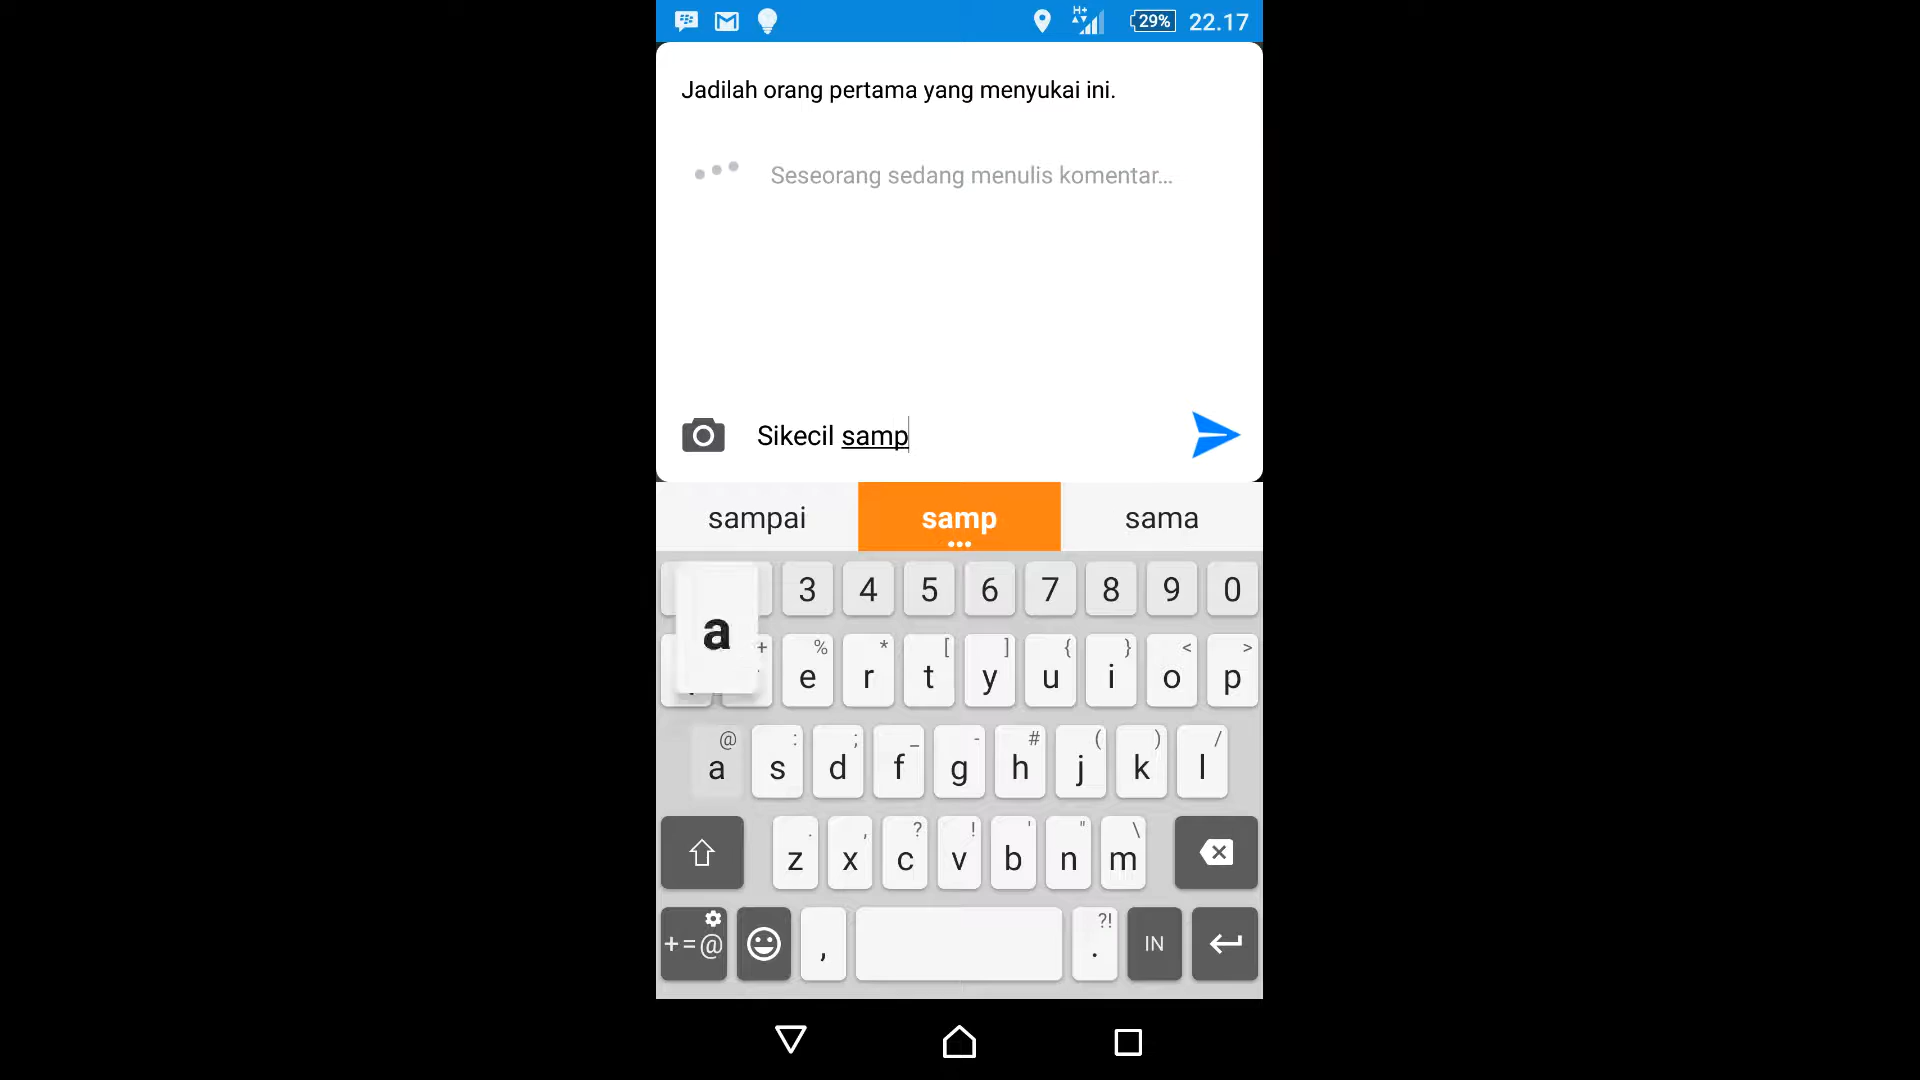 H+ 29% 22.17
Jadilah orang pertama yang menyukai ini.
Seseorang sedang menulis komentar...
Sikecil samp
sampai samp sama
a 3 4 5 6 7 8 9 0
+ % * [ ] { } < >
e r t y u i o p
@ : ; _ - # ( ) /
a s d f g h j k l
. , ? ! ' " \
z x c v b n m
?!
+=@ , . IN